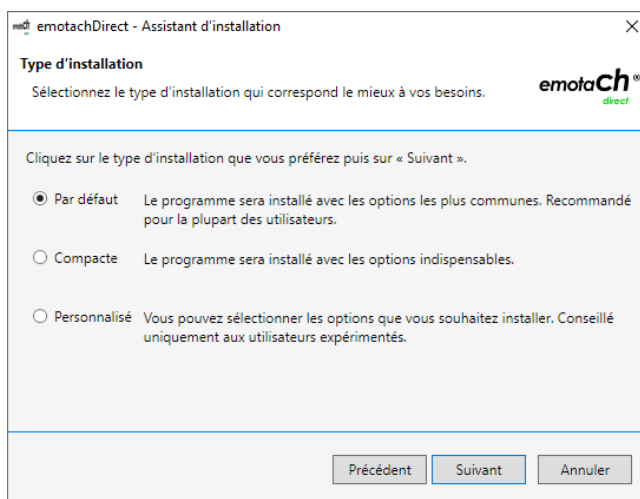 emotachDirect - Assistant d'installation
Type d'installation
Sélectionnez le type d'installation qui correspond le mieux à vos besoins.
emotach ®
direct
Cliquez sur le type d'installation que vous préférez puis sur « Suivant ».
Par défaut Le programme sera installé avec les options les plus communes. Recommandé
pour la plupart des utilisateurs.
Compacte Le programme sera installé avec les options indispensables.
Personnalisé Vous pouvez sélectionner les options que vous souhaitez installer. Conseillé
uniquement aux utilisateurs expérimentés.
Précédent Suivant Annuler